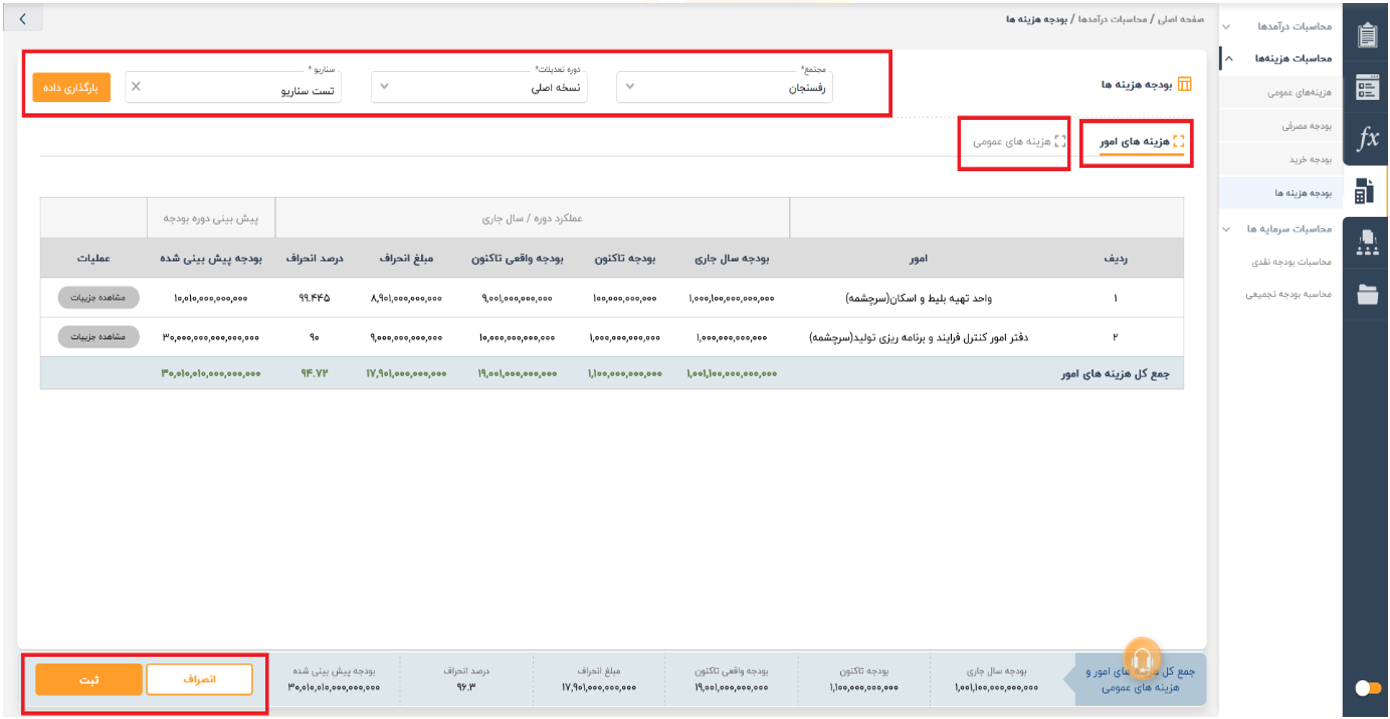 صفحه اصلی / محاسبات درآمدها / بودجه هزینه ها
محاسبات درآمدها
محاسبات هزینه‌ها
هزینه‌های عمومی
بودجه مصرفی
بودجه خرید
بودجه هزینه ها
محاسبات سرمایه ها
محاسبات بودجه نقدی
محاسبه بودجه تجمیعی
fx
بودجه هزینه ها
مجتمع*
رفسنجان
دوره تعدیلات*
نسخه اصلی
سناریو *
تست سناریو
بارگذاری داده
هزینه های امور
هزینه های عمومی
عملکرد دوره / سال جاری
پیش بینی دوره بودجه
ردیف امور بودجه سال جاری بودجه تاکنون بودجه واقعی تاکنون مبلغ انحراف درصد انحراف بودجه پیش بینی شده عملیات
۱ واحد تهیه بلیط و اسکان(سرچشمه) ۱,۰۰۰,۱۰۰,۰۰۰,۰۰۰,۰۰۰ ۱۰۰,۰۰۰,۰۰۰,۰۰۰ ۹,۰۰۱,۰۰۰,۰۰۰,۰۰۰ ۸,۹۰۱,۰۰۰,۰۰۰,۰۰۰ ۹۹.۴۴۵ ۱۰,۰۱۰,۰۰۰,۰۰۰,۰۰۰ مشاهده جزییات
۲ دفتر امور کنترل فرایند و برنامه ریزی تولید(سرچشمه) ۱,۰۰۰,۰۰۰,۰۰۰,۰۰۰ ۱,۰۰۰,۰۰۰,۰۰۰,۰۰۰ ۱۰,۰۰۰,۰۰۰,۰۰۰,۰۰۰ ۹,۰۰۰,۰۰۰,۰۰۰,۰۰۰ ۹۰ ۳۰,۰۰۰,۰۰۰,۰۰۰,۰۰۰,۰۰۰ مشاهده جزییات
جمع کل هزینه های امور ۱,۰۰۱,۱۰۰,۰۰۰,۰۰۰,۰۰۰ ۱,۱۰۰,۰۰۰,۰۰۰,۰۰۰ ۱۹,۰۰۱,۰۰۰,۰۰۰,۰۰۰ ۱۷,۹۰۱,۰۰۰,۰۰۰,۰۰۰ ۹۴.۷۲ ۳۰,۰۱۰,۰۱۰,۰۰۰,۰۰۰,۰۰۰
جمع کل هزینه های امور و
هزینه های عمومی
بودجه سال جاری
۱,۰۰۱,۱۰۰,۰۰۰,۰۰۰,۰۰۰
بودجه تاکنون
۱,۱۰۰,۰۰۰,۰۰۰,۰۰۰
بودجه واقعی تاکنون
۱۹,۰۰۱,۰۰۰,۰۰۰,۰۰۰
مبلغ انحراف
۱۷,۹۰۱,۰۰۰,۰۰۰,۰۰۰
درصد انحراف
۹۶.۳
بودجه پیش بینی شده
۳۰,۰۱۰,۰۱۰,۰۰۰,۰۰۰,۰۰۰
انصراف
ثبت